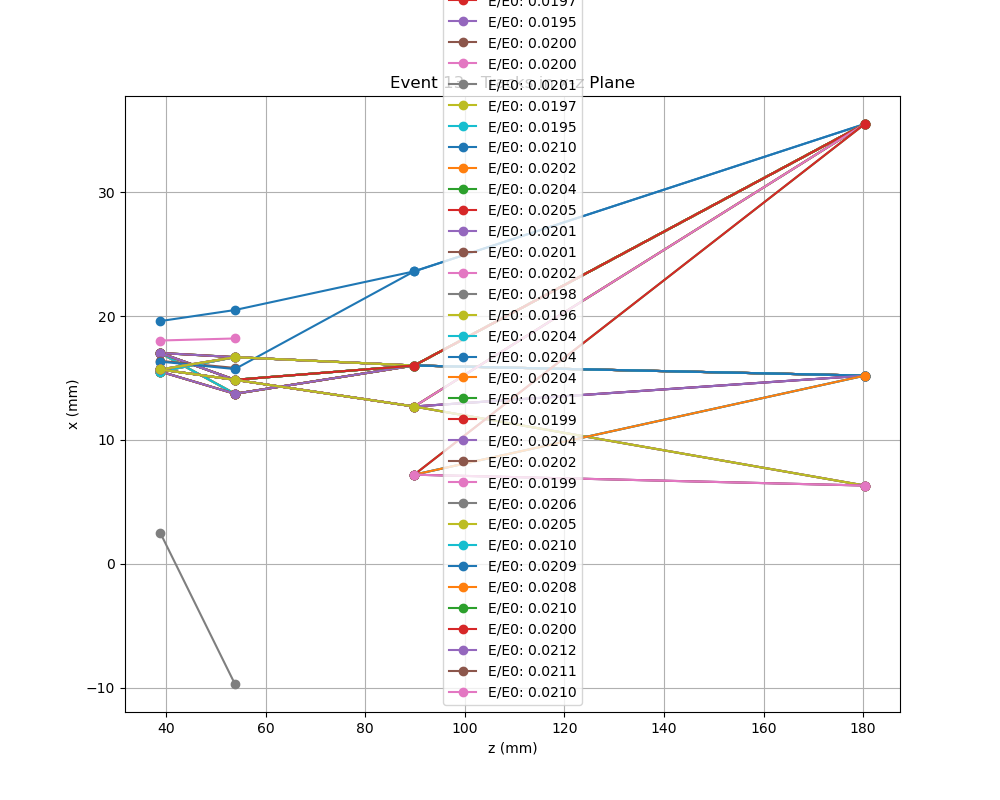 E/E0: 0.0197
E/E0: 0.0195
E/E0: 0.0200
E/E0: 0.0200
Event 13 Tracks in x-z Plane
E/E0: 0.0201
E/E0: 0.0197
E/E0: 0.0195
E/E0: 0.0210
E/E0: 0.0202
E/E0: 0.0204
E/E0: 0.0205
E/E0: 0.0201
E/E0: 0.0201
E/E0: 0.0202
E/E0: 0.0198
E/E0: 0.0196
E/E0: 0.0204
E/E0: 0.0204
E/E0: 0.0204
E/E0: 0.0201
E/E0: 0.0199
E/E0: 0.0204
E/E0: 0.0202
E/E0: 0.0199
E/E0: 0.0206
E/E0: 0.0205
E/E0: 0.0210
E/E0: 0.0209
E/E0: 0.0208
E/E0: 0.0210
E/E0: 0.0200
E/E0: 0.0212
E/E0: 0.0211
E/E0: 0.0210
30
20
10
0
−10
x (mm)
40 60 80 100 120 140 160 180
z (mm)